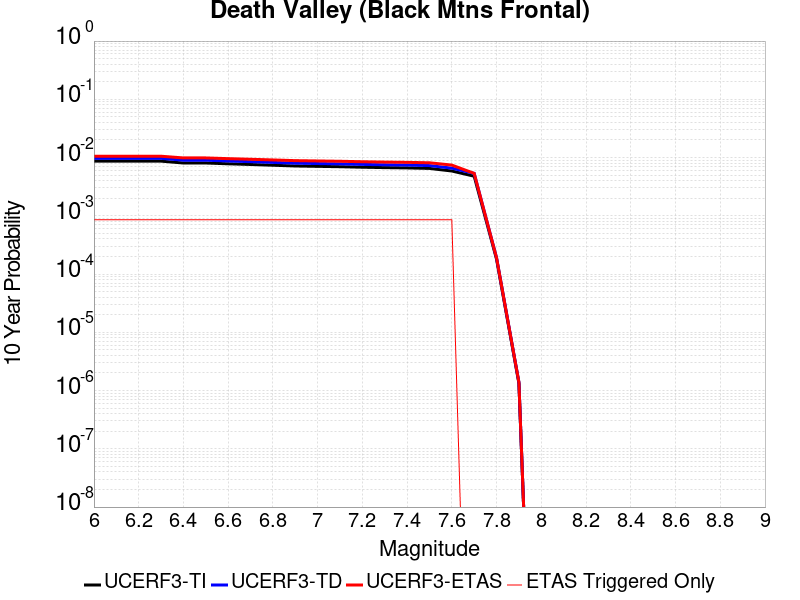 Death Valley (Black Mtns Frontal)
10 0
10 -1
10 -2
10 -3
10 -4
10 -5
10 -6
10 -7
10 -8
10 Year Probability
6 6.2 6.4 6.6 6.8 7 7.2 7.4 7.6 7.8 8 8.2 8.4 8.6 8.8 9
Magnitude
UCERF3-TI UCERF3-TD UCERF3-ETAS ETAS Triggered Only